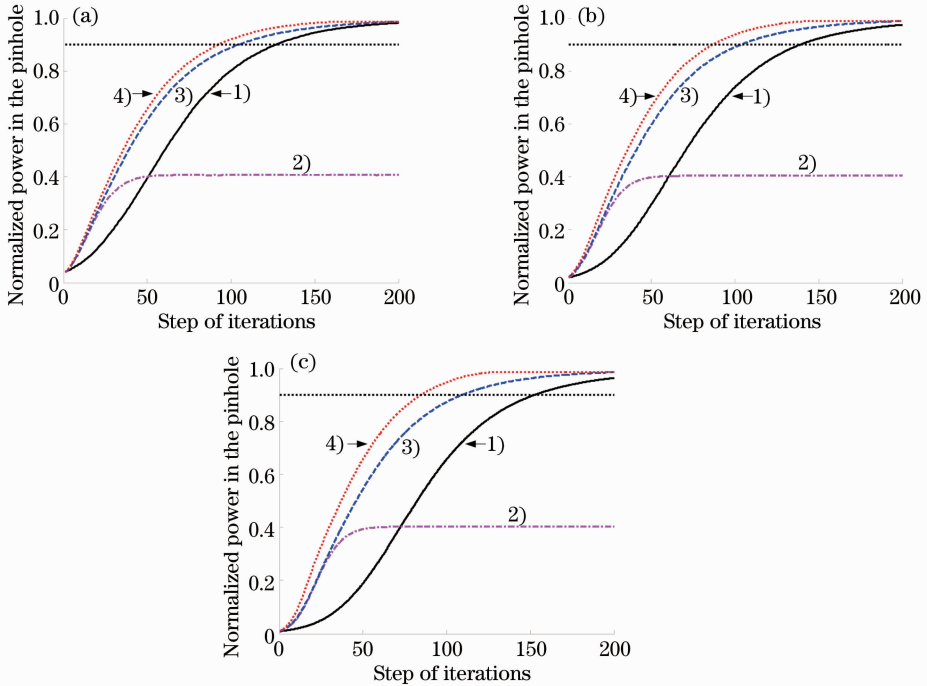 (a)
Normalized power in the pinhole
1.0
0.8
0.6
0.4
0.2
0
4)
3)
1)
2)
0 50 100 150 200
Step of iterations
(b)
Normalized power in the pinhole
1.0
0.8
0.6
0.4
0.2
0
4)
3)
1)
2)
0 50 100 150 200
Step of iterations
(c)
Normalized power in the pinhole
1.0
0.8
0.6
0.4
0.2
0
4)
3)
1)
2)
0 50 100 150 200
Step of iterations